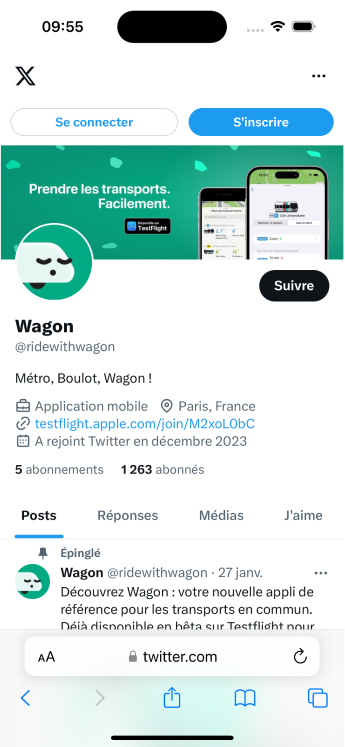 09:55
Se connecter
S'inscrire
Prendre les transports.
Facilement.
Disponible sur
TestFlight
Suivre
Wagon
@ridewithwagon
Métro, Boulot, Wagon !
Application mobile Paris, France
testflight.apple.com/join/M2xoL0bC
A rejoint Twitter en décembre 2023
5 abonnements 1 263 abonnés
Posts Réponses Médias J'aime
Épinglé
Wagon @ridewithwagon · 27 janv.
Découvrez Wagon : votre nouvelle appli de
référence pour les transports en commun.
Déjà disponible en bêta sur Testflight pour
AA twitter.com